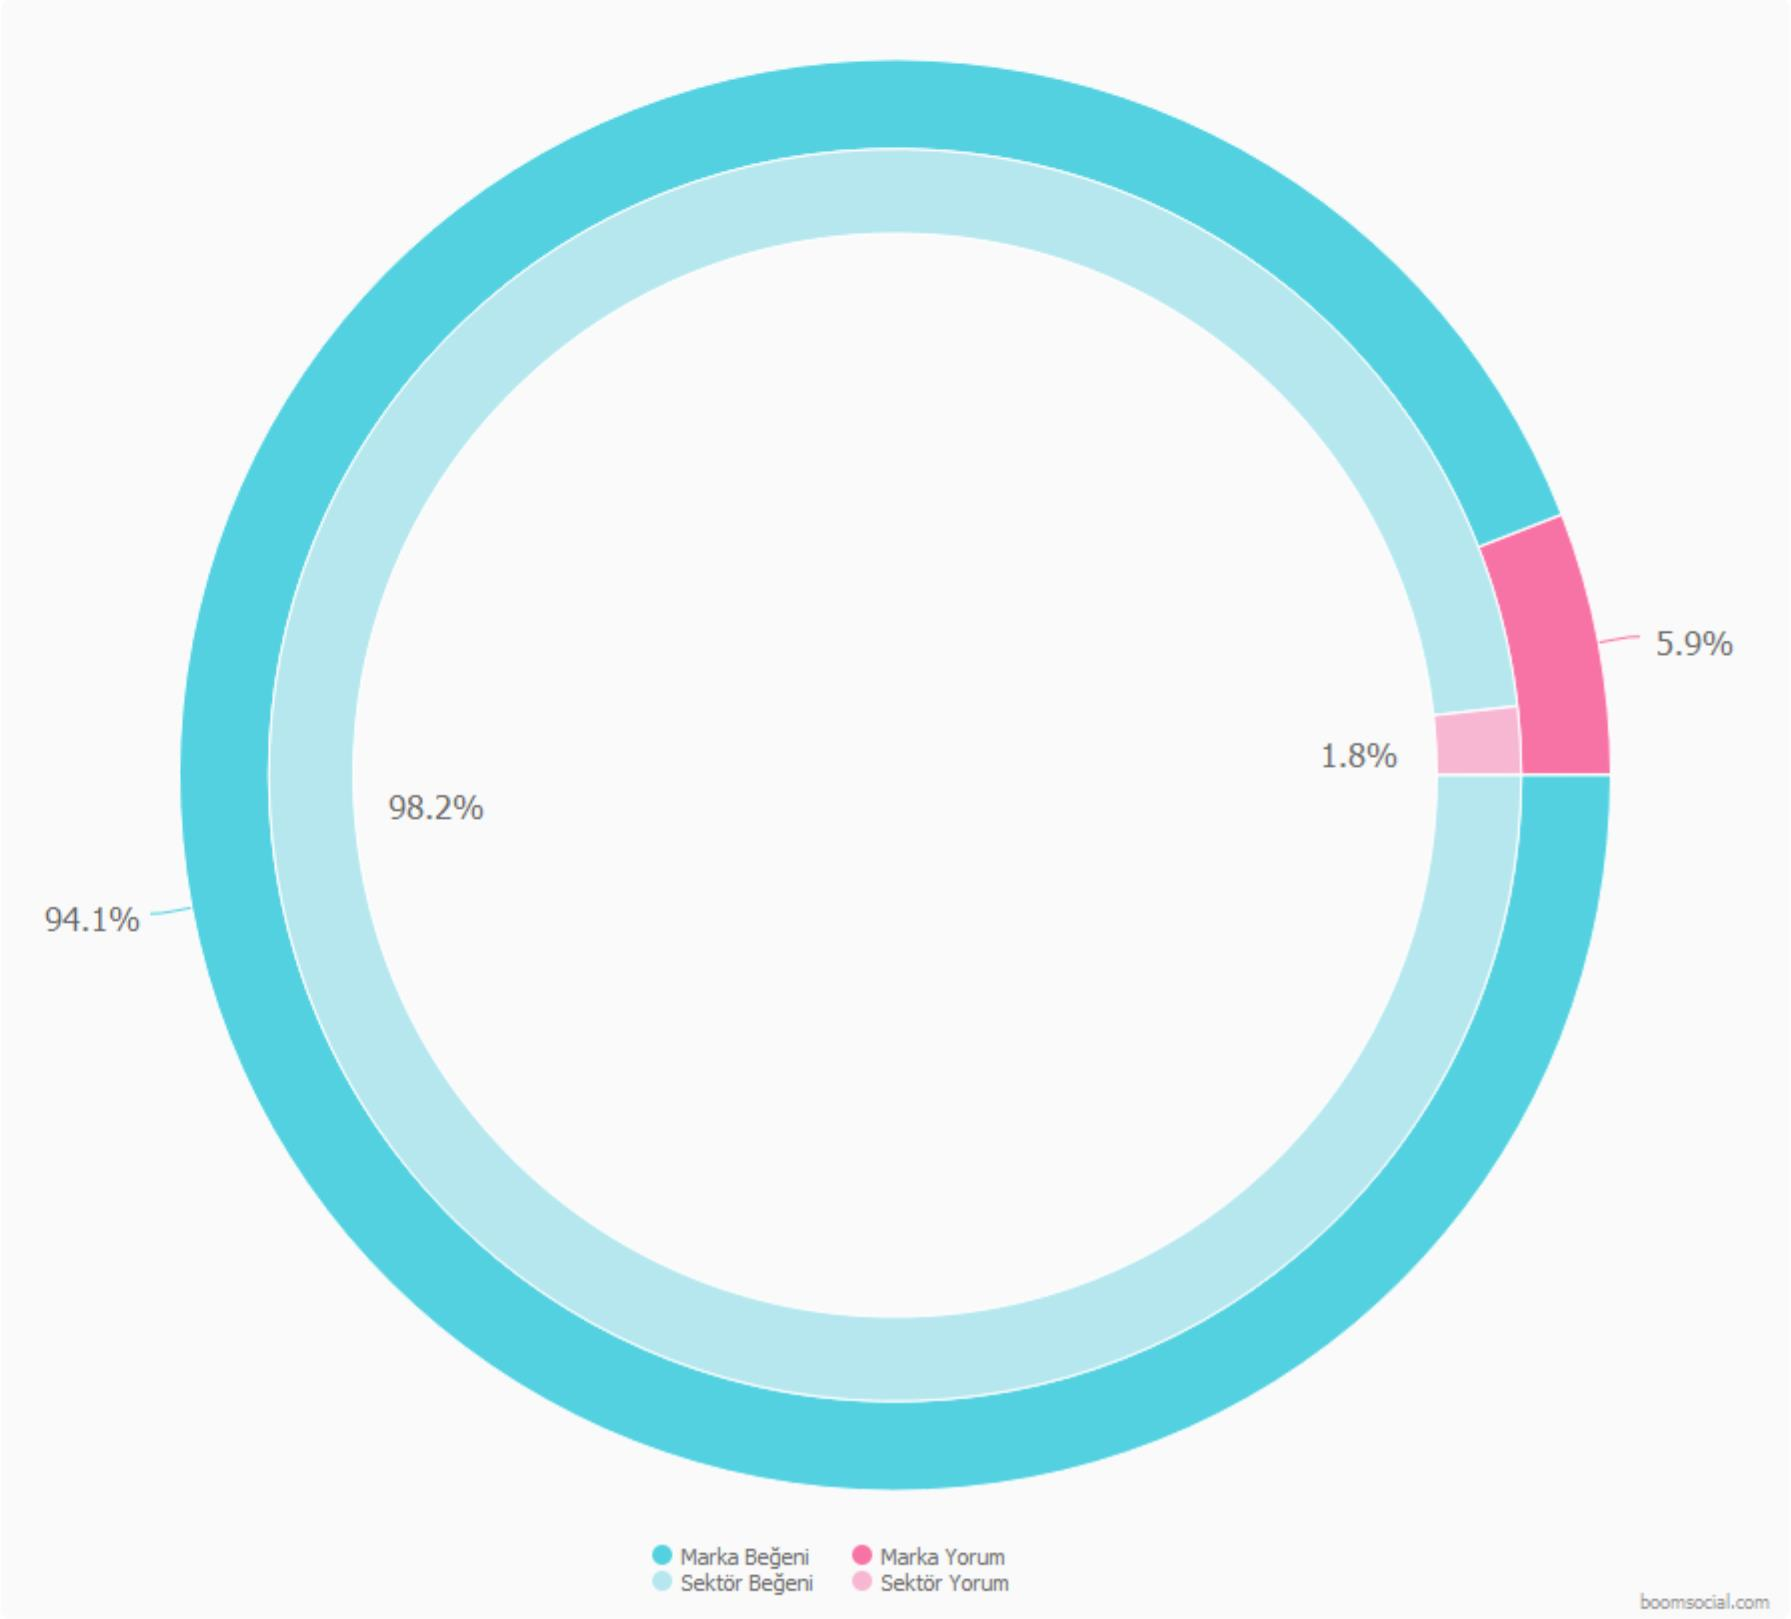 5.9%
1.8%
98.2%
94.1%
Marka Beğeni
Marka Yorum
Sektör Beğeni
Sektör Yorum
boomsocial.com